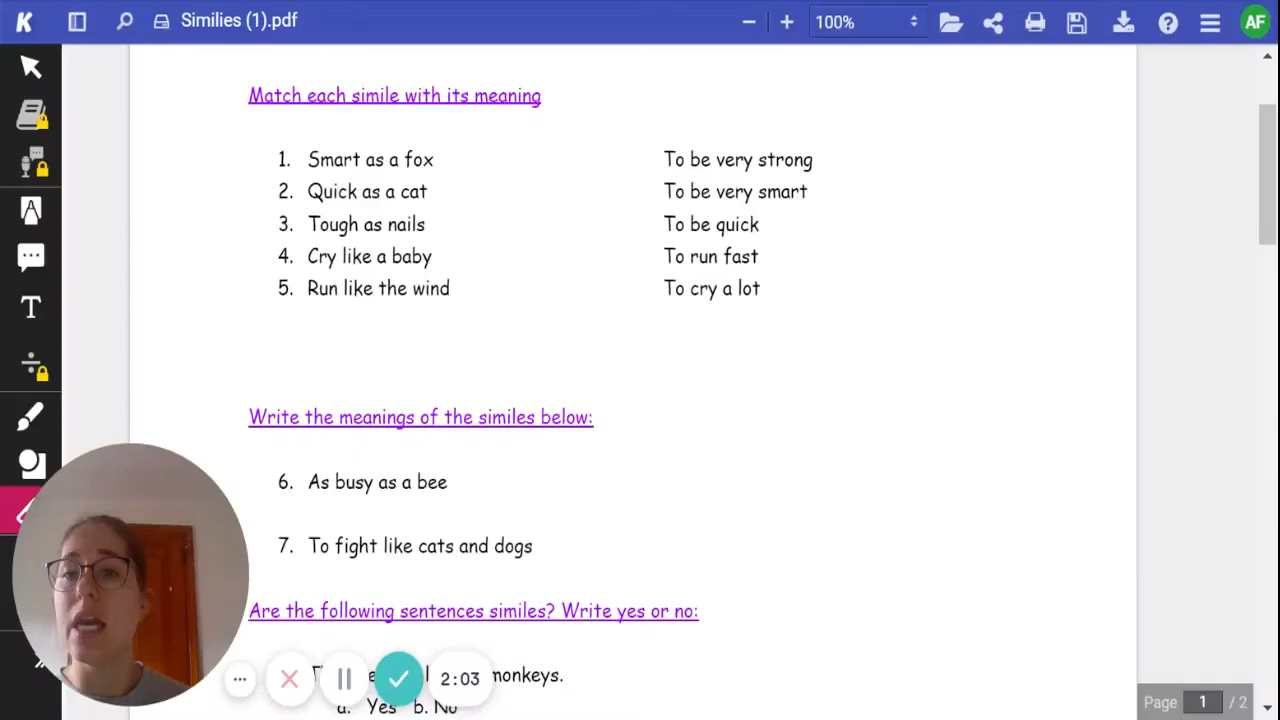 K Similies (1).pdf 100% AF
Match each simile with its meaning
1. Smart as a fox To be very strong
2. Quick as a cat To be very smart
3. Tough as nails To be quick
4. Cry like a baby To run fast
5. Run like the wind To cry a lot
Write the meanings of the similes below:
6. As busy as a bee
7. To fight like cats and dogs
Are the following sentences similes? Write yes or no:
monkeys.
a. Yes b. No
2:03
Page 1 / 2